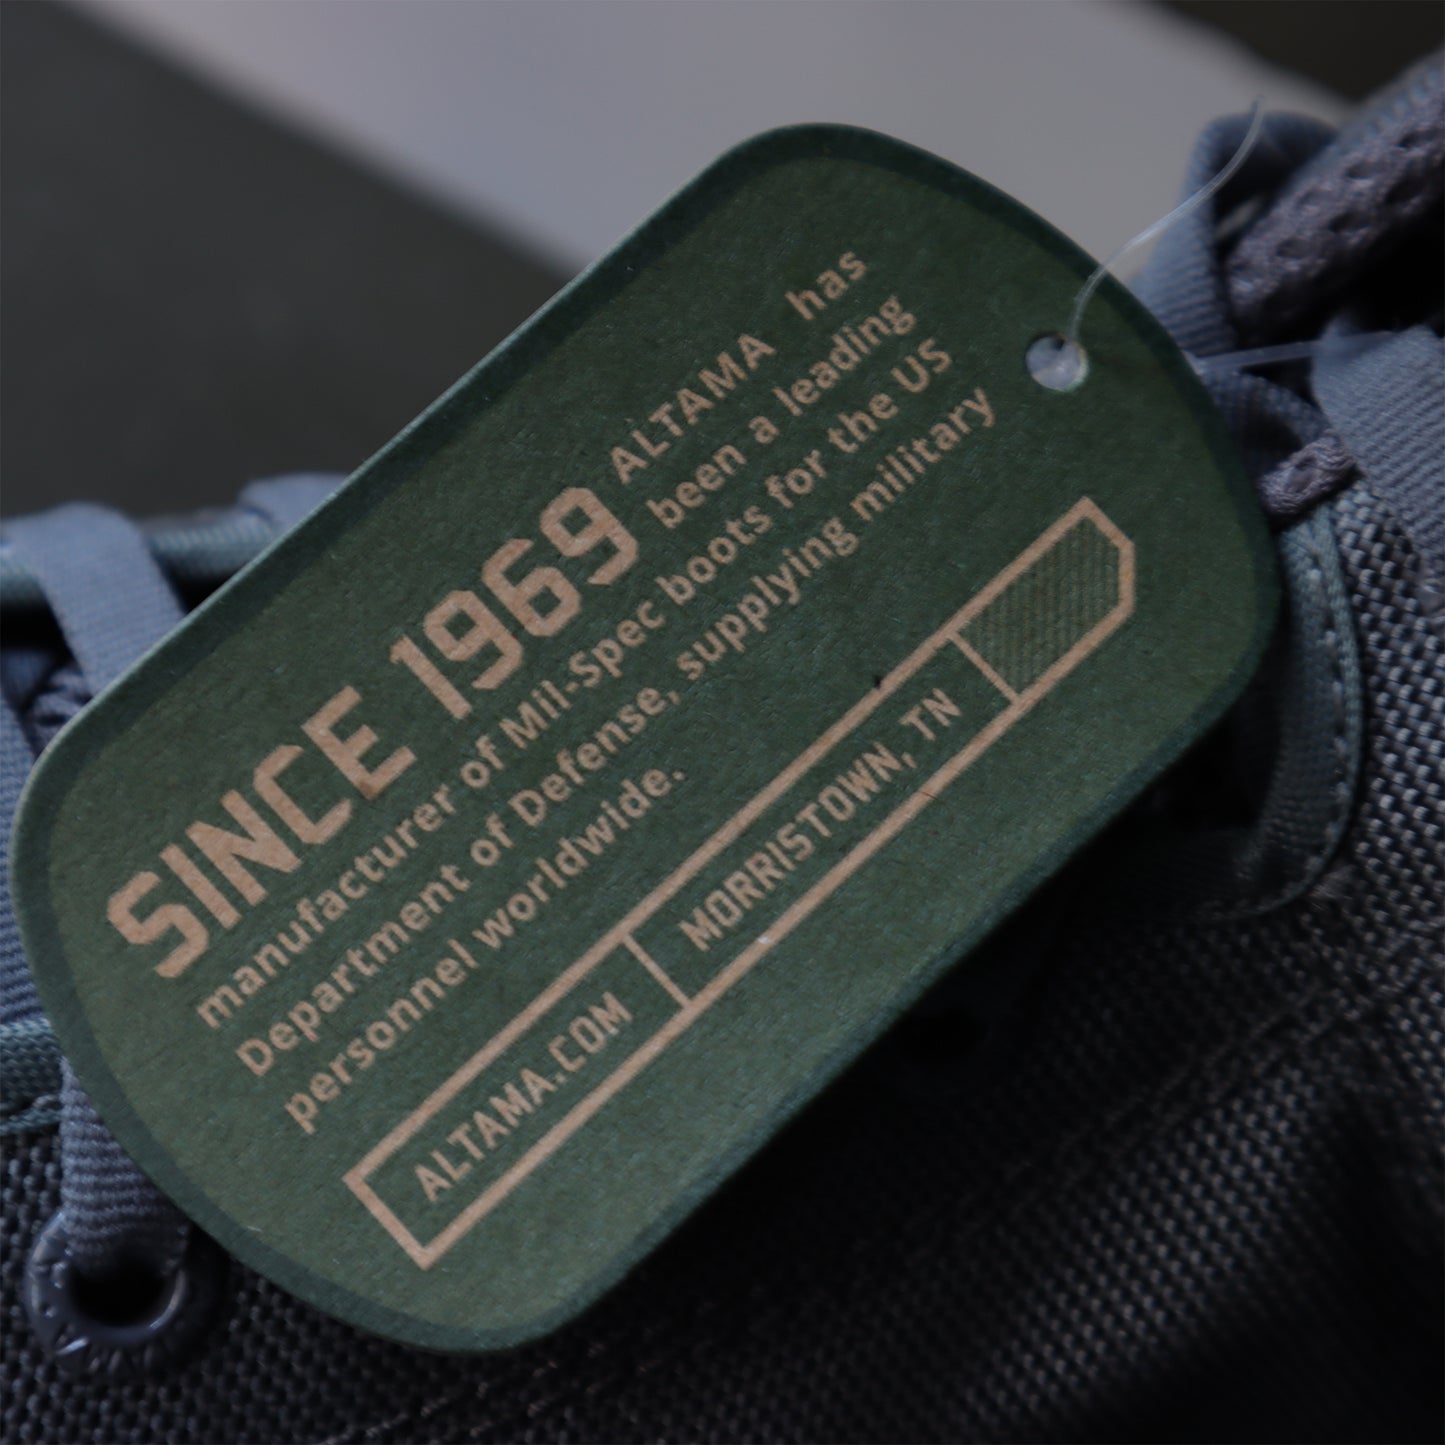 SINCE 1969 ALTAMA has
been a leading
manufacturer of Mil-Spec boots for the US
Department of Defense, supplying military
personnel worldwide.
ALTAMA.COM MORRISTOWN, TN